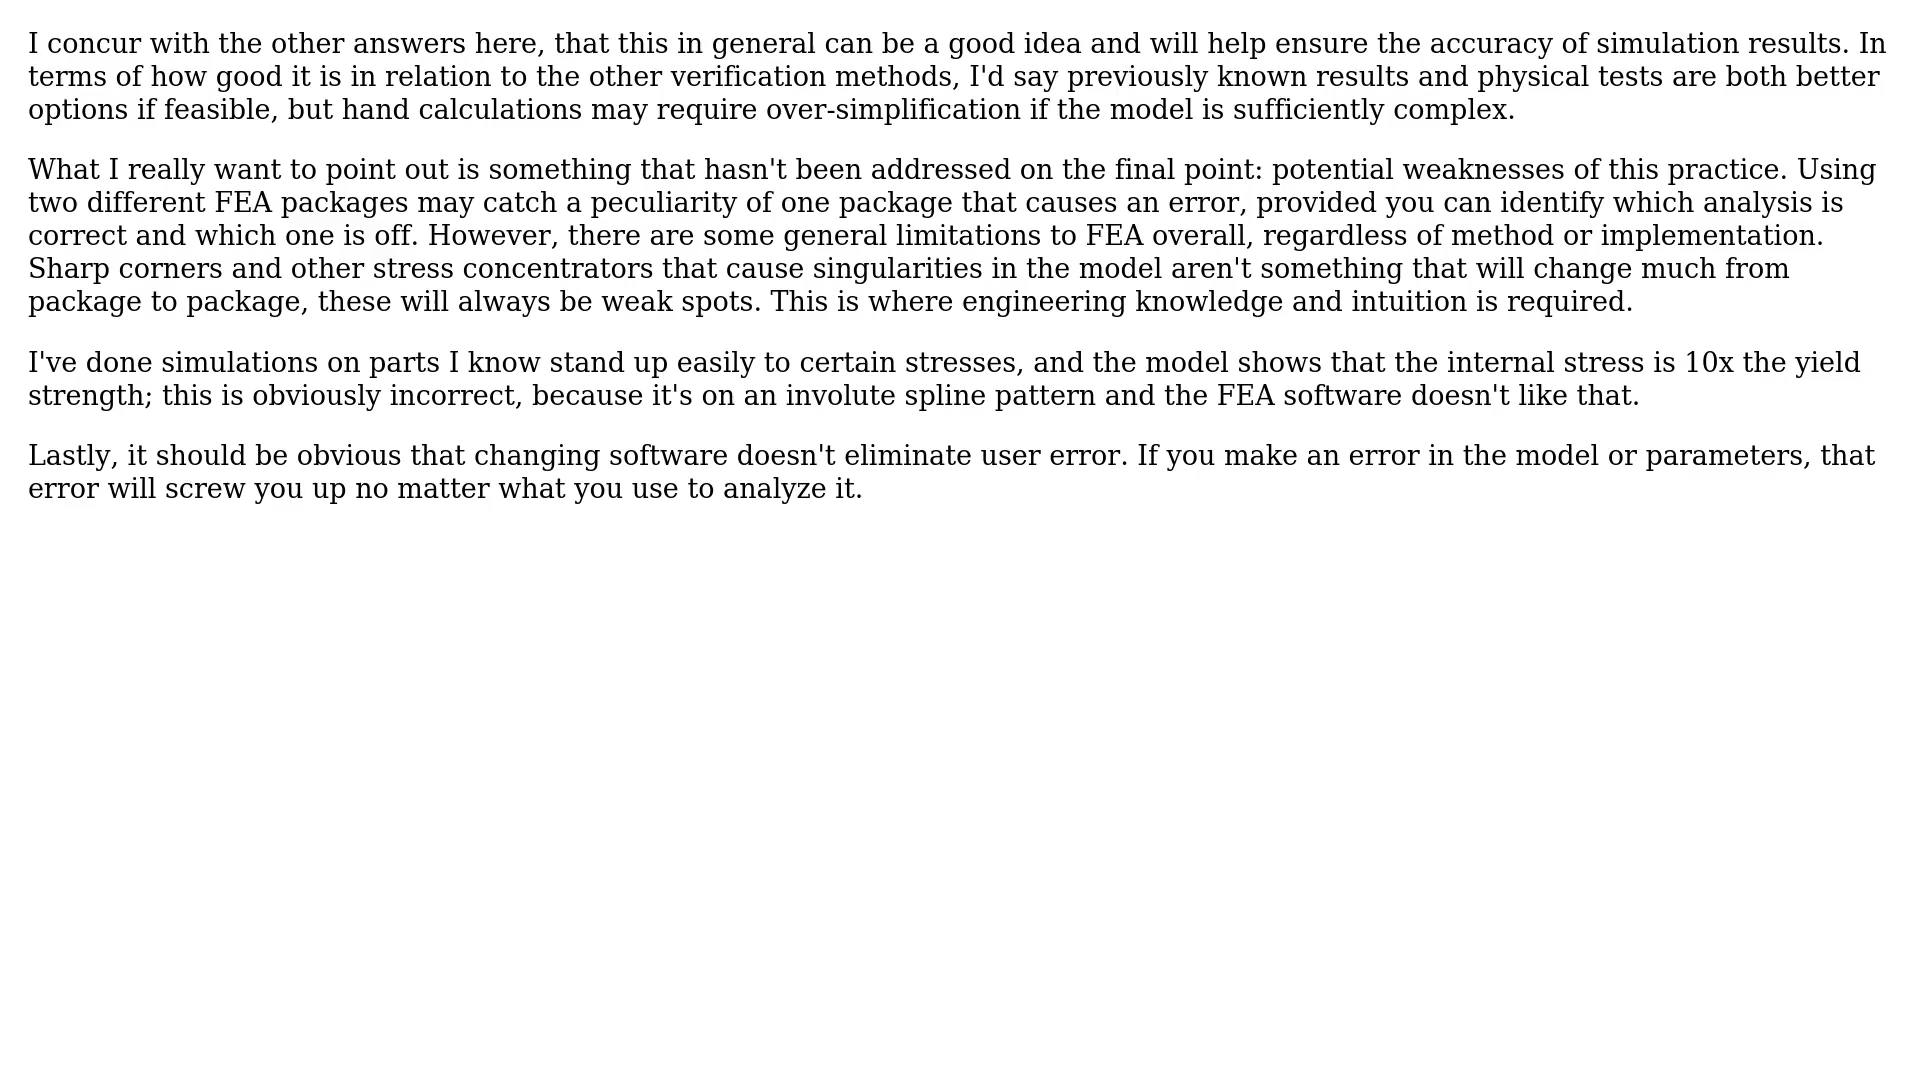 I concur with the other answers here, that this in general can be a good idea and will help ensure the accuracy of simulation results. In
terms of how good it is in relation to the other verification methods, I'd say previously known results and physical tests are both better
options if feasible, but hand calculations may require over-simplification if the model is sufficiently complex.
What I really want to point out is something that hasn't been addressed on the final point: potential weaknesses of this practice. Using
two different FEA packages may catch a peculiarity of one package that causes an error, provided you can identify which analysis is
correct and which one is off. However, there are some general limitations to FEA overall, regardless of method or implementation.
Sharp corners and other stress concentrators that cause singularities in the model aren't something that will change much from
package to package, these will always be weak spots. This is where engineering knowledge and intuition is required.
I've done simulations on parts I know stand up easily to certain stresses, and the model shows that the internal stress is 10x the yield
strength; this is obviously incorrect, because it's on an involute spline pattern and the FEA software doesn't like that.
Lastly, it should be obvious that changing software doesn't eliminate user error. If you make an error in the model or parameters, that
error will screw you up no matter what you use to analyze it.